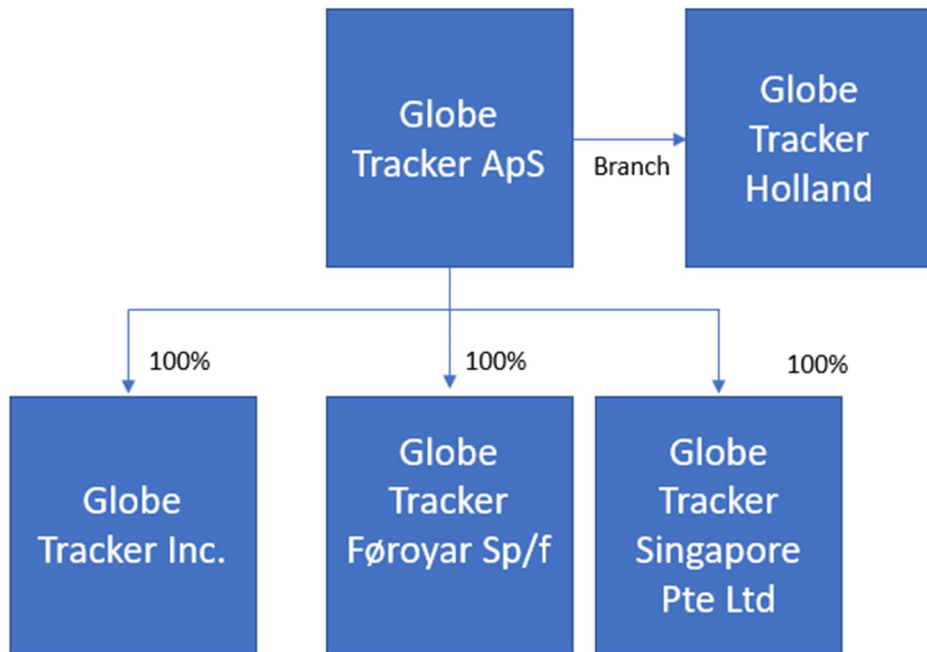 Globe
Tracker ApS
Branch
Globe
Tracker
Holland
100%
100%
100%
Globe
Tracker Inc.
Globe
Tracker
Føroyar Sp/f
Globe
Tracker
Singapore
Pte Ltd